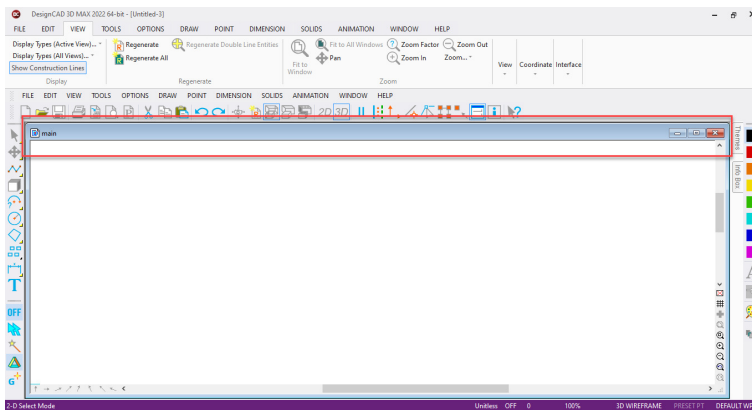 DesignCAD 3D MAX 2022 64-bit - [Untitled-3]
FILE EDIT VIEW TOOLS OPTIONS DRAW POINT DIMENSION SOLIDS ANIMATION WINDOW HELP
Display Types (Active View)...
Display Types (All Views)...
Show Construction Lines
Display
Regenerate
Regenerate Double Line Entities
Regenerate All
Regenerate
Fit to Window
Fit to All Windows
Pan
Zoom Factor
Zoom Out
Zoom In
Zoom...
Zoom
View
Coordinate
Interface
FILE EDIT VIEW TOOLS OPTIONS DRAW POINT DIMENSION SOLIDS ANIMATION WINDOW HELP
2D 3D
main
Themes
Info Box
T
OFF
G
A
2-D Select Mode
Unitless OFF 0 100% 3D WIREFRAME PRESET PT DEFAULT WP